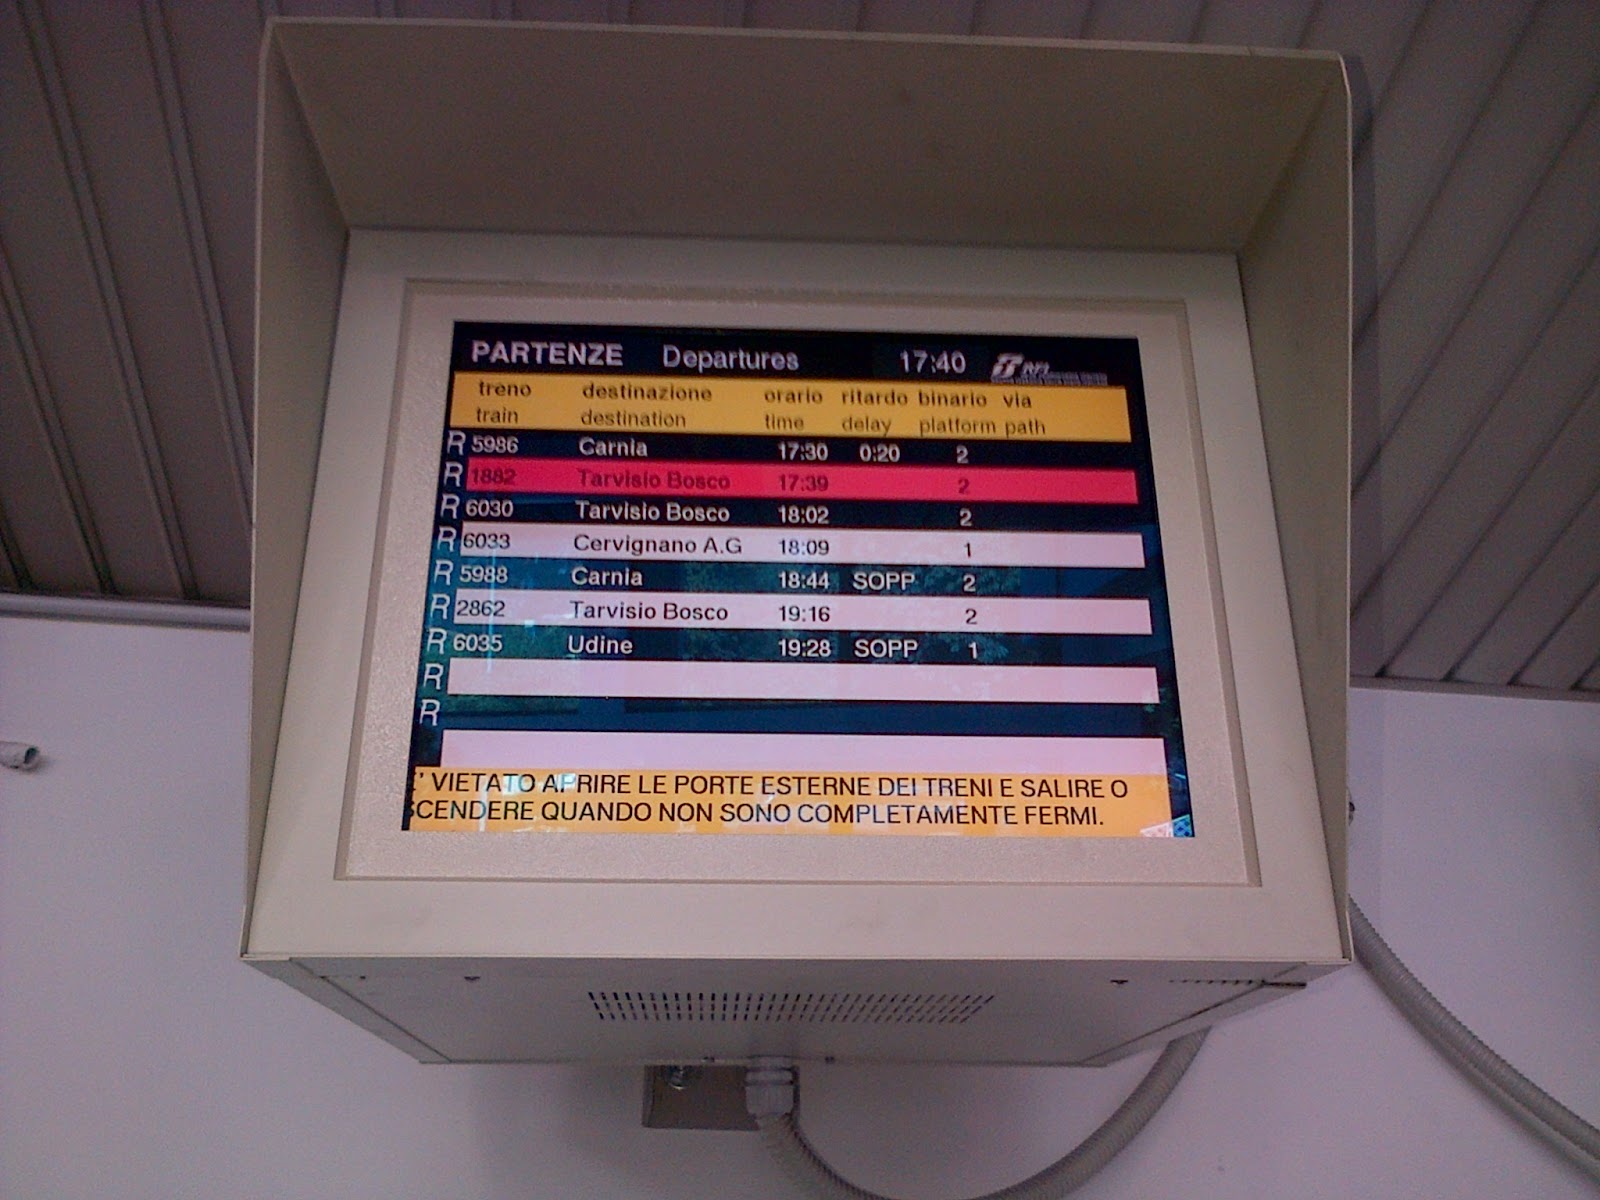 PARTENZE Departures 17:40 RFI
treno destinazione orario ritardo binario via
train destination time delay platform path
R 5986 Carnia 17:30 0:20 2
R 1882 Tarvisio Bosco 17:39 2
R 6030 Tarvisio Bosco 18:02 2
R 6033 Cervignano A.G 18:09 1
R 5988 Carnia 18:44 SOPP 2
R 2862 Tarvisio Bosco 19:16 2
R 6035 Udine 19:28 SOPP 1
R
R
E' VIETATO APRIRE LE PORTE ESTERNE DEI TRENI E SALIRE O
SCENDERE QUANDO NON SONO COMPLETAMENTE FERMI.